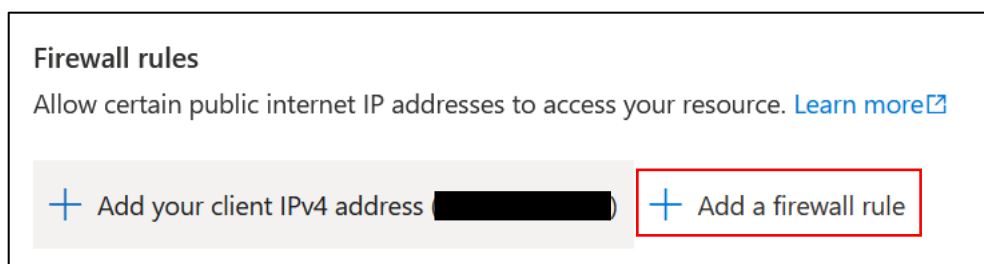 Firewall rules
Allow certain public internet IP addresses to access your resource. Learn more
+ Add your client IPv4 address ( ) + Add a firewall rule